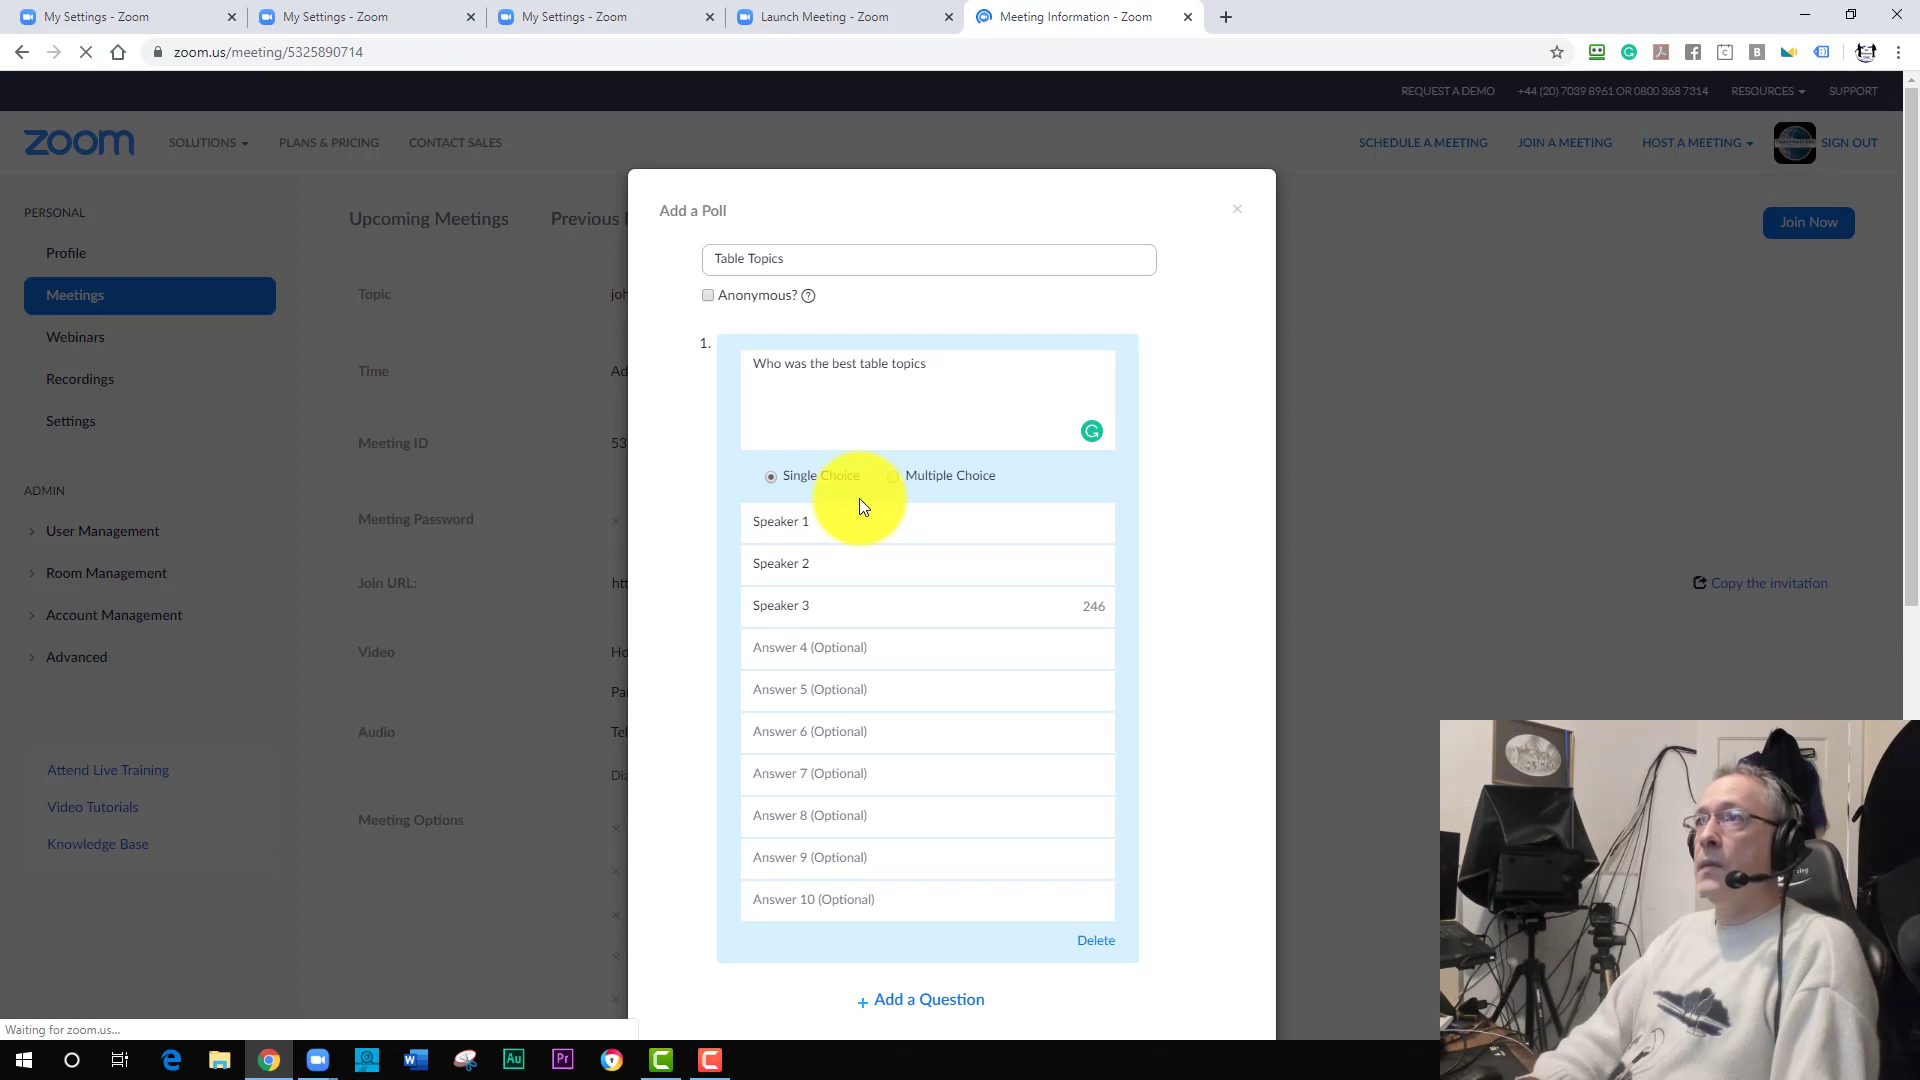 My Settings - Zoom
My Settings - Zoom
My Settings - Zoom
Launch Meeting - Zoom
Meeting Information - Zoom
zoom.us/meeting/5325890714
REQUEST A DEMO
+44 (20) 7039 8961 OR 0800 368 7314
RESOURCES
SUPPORT
zoom
SOLUTIONS
PLANS & PRICING
CONTACT SALES
SCHEDULE A MEETING
JOIN A MEETING
HOST A MEETING
SIGN OUT
PERSONAL
Profile
Meetings
Webinars
Recordings
Settings
ADMIN
User Management
Room Management
Account Management
Advanced
Attend Live Training
Video Tutorials
Knowledge Base
Upcoming Meetings
Previous
Join Now
Topic
joh
Time
Ad
Meeting ID
53
Meeting Password
Join URL:
htt
Copy the invitation
Video
Ho
Pa
Audio
Tel
Dia
Meeting Options
Add a Poll
Table Topics
Anonymous?
1.
Who was the best table topics
Single Choice
Multiple Choice
Speaker 1
Speaker 2
Speaker 3
246
Answer 4 (Optional)
Answer 5 (Optional)
Answer 6 (Optional)
Answer 7 (Optional)
Answer 8 (Optional)
Answer 9 (Optional)
Answer 10 (Optional)
Delete
+ Add a Question
Waiting for zoom.us...
Au
Pr